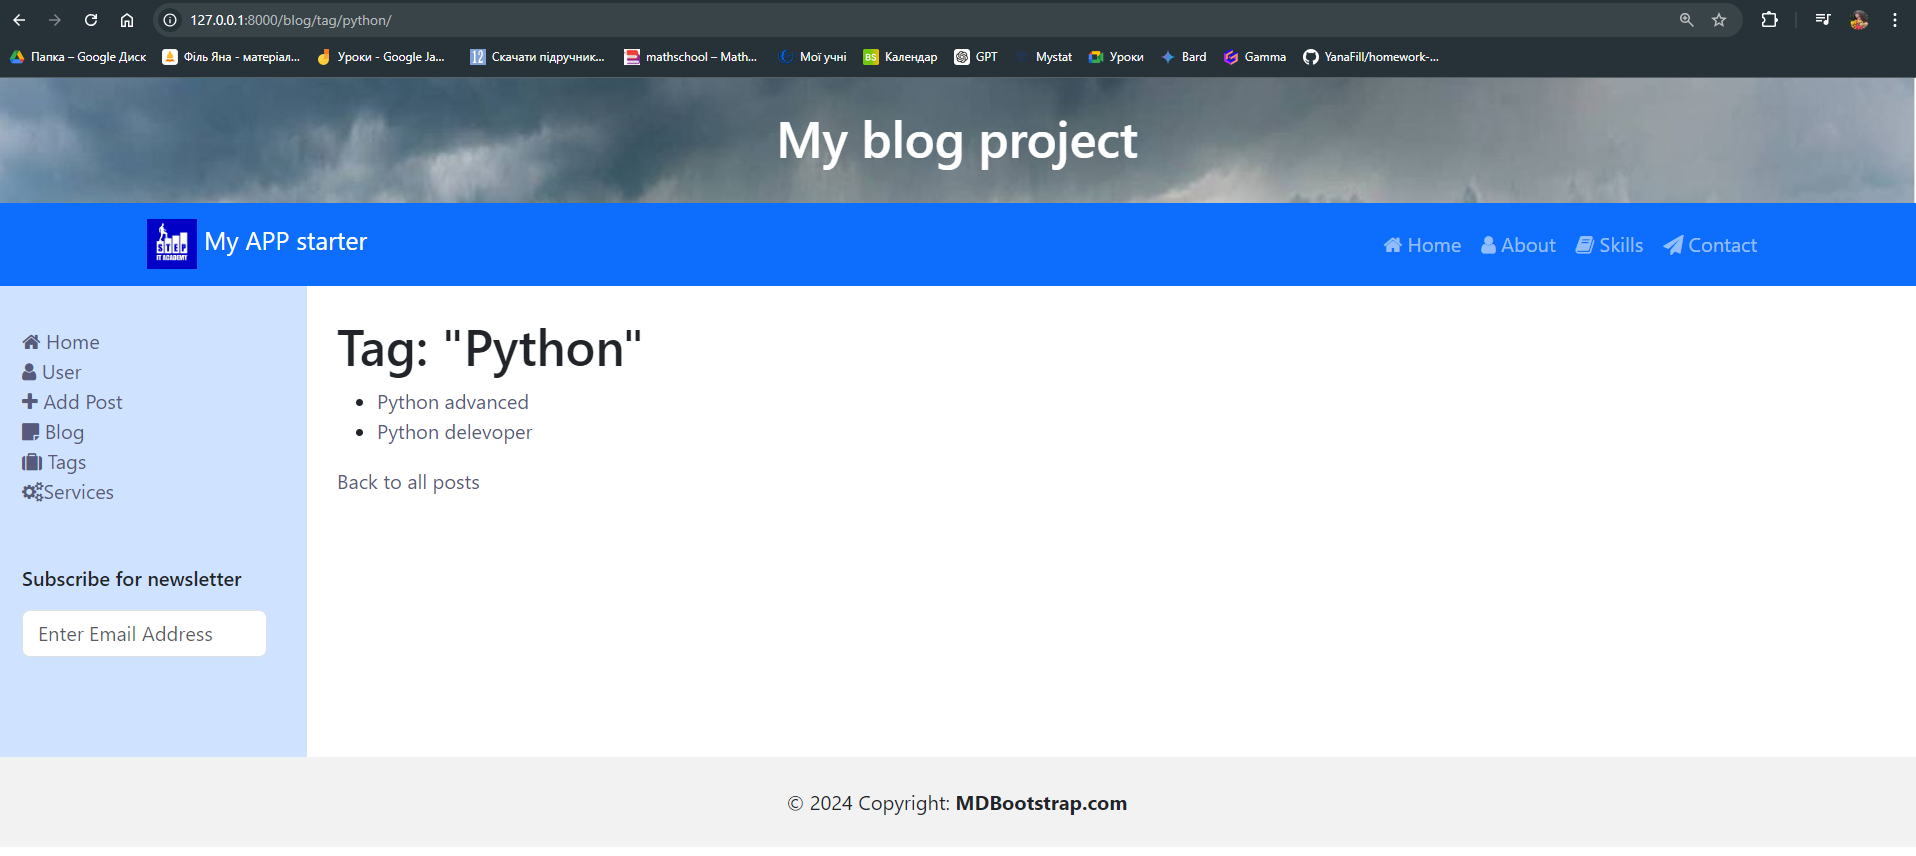 127.0.0.1:8000/blog/tag/python/
Папка – Google Диск Філь Яна - матеріал... Уроки - Google Ja... 12 Скачати підручник... mathschool – Math... Мої учні BS Календар GPT Mystat Уроки Bard Gamma YanaFill/homework-...
My blog project
STEP
IT ACADEMY
My APP starter
Home About Skills Contact
Home
User
Add Post
Blog
Tags
Services
Subscribe for newsletter
Enter Email Address
Tag: "Python"
Python advanced
Python delevoper
Back to all posts
© 2024 Copyright: MDBootstrap.com